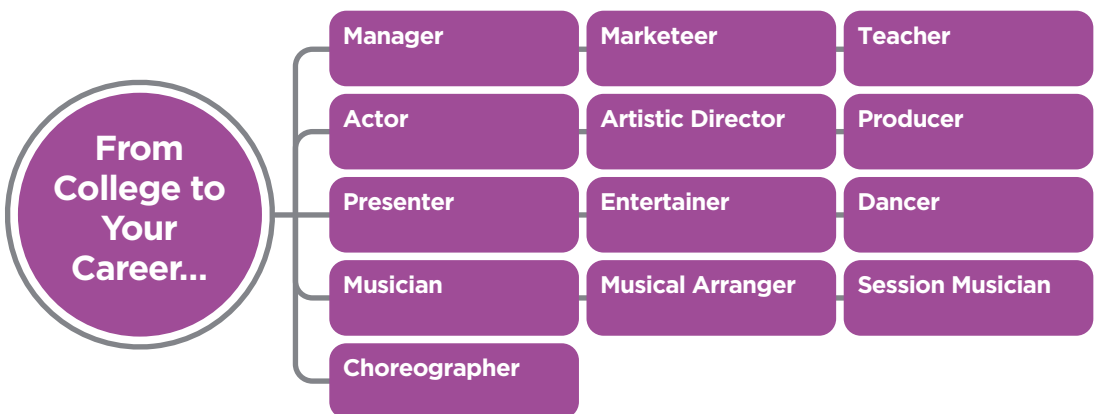 From
College to
Your
Career...
Manager
Marketeer
Teacher
Actor
Artistic Director
Producer
Presenter
Entertainer
Dancer
Musician
Musical Arranger
Session Musician
Choreographer